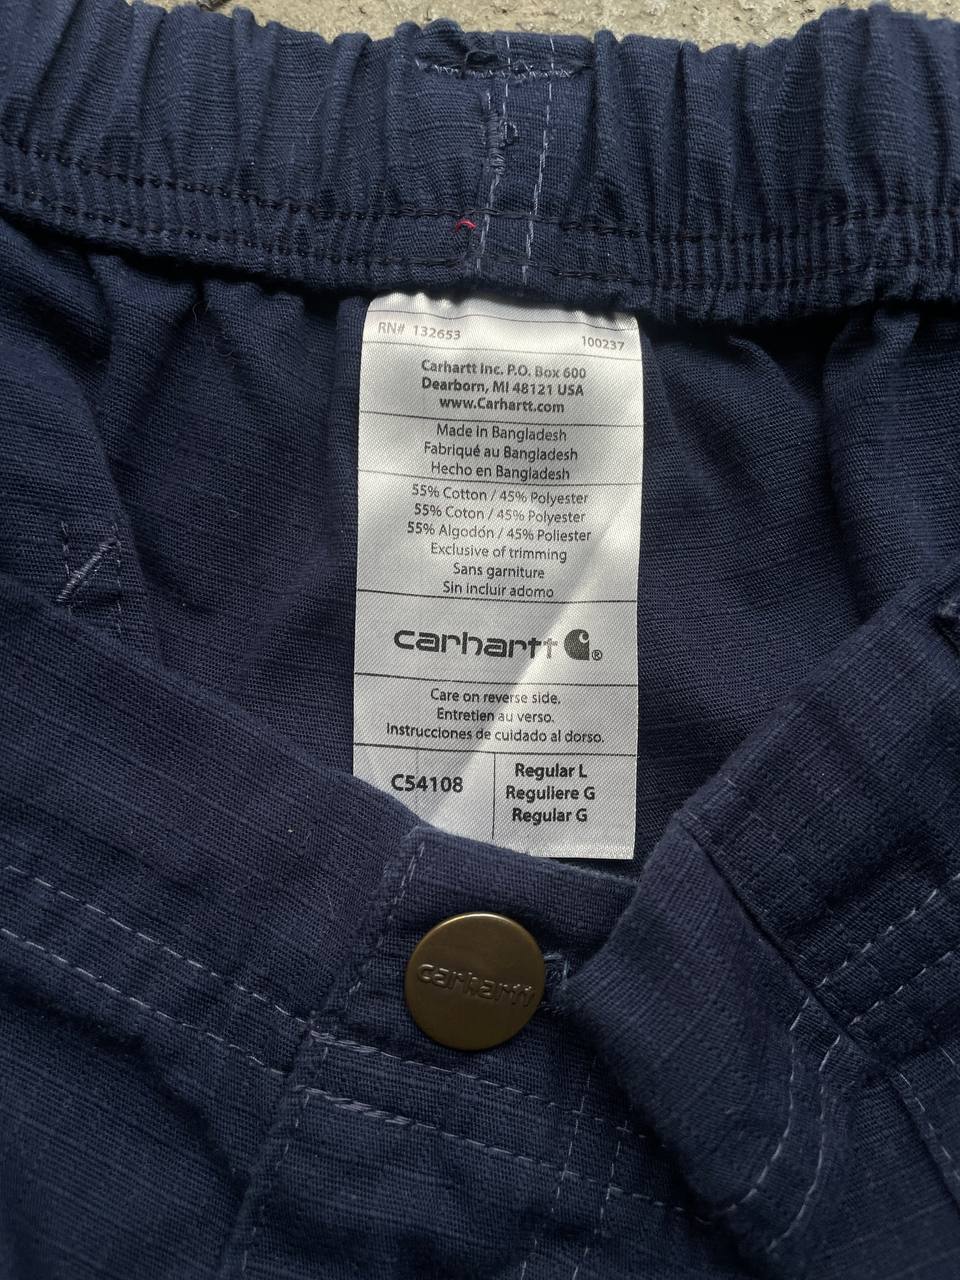 RN# 132653 100237
Carhartt Inc. P.O. Box 600
Dearborn, MI 48121 USA
www.Carhartt.com
Made in Bangladesh
Fabriqué au Bangladesh
Hecho en Bangladesh
55% Cotton / 45% Polyester
55% Coton / 45% Polyester
55% Algodón / 45% Poliester
Exclusive of trimming
Sans garniture
Sin incluir adomo
carhartt ®
Care on reverse side.
Entretien au verso.
Instrucciones de cuidado al dorso.
C54108
Regular L
Reguliere G
Regular G
carhartt